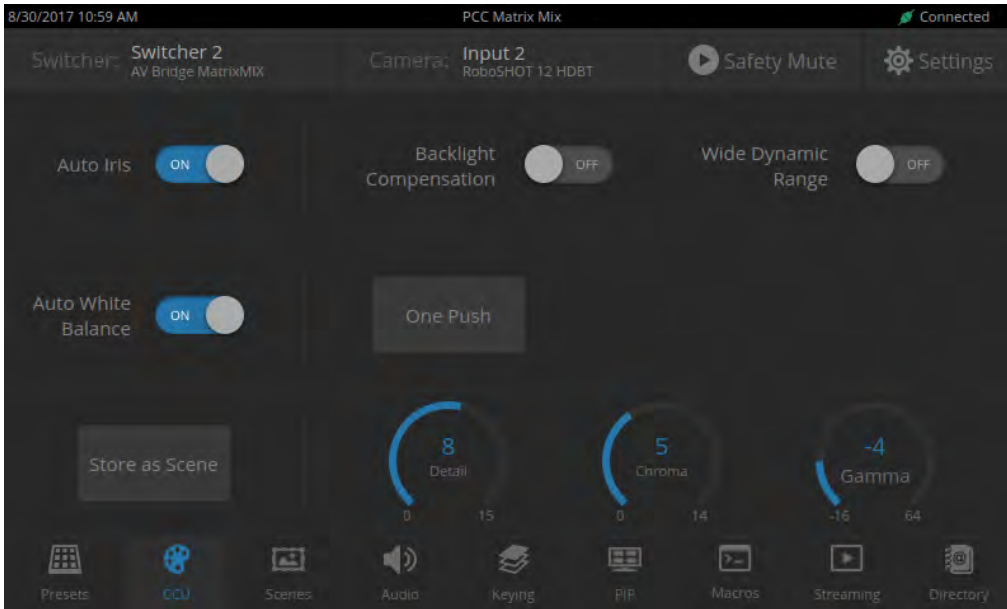 8/30/2017 10:59 AM
PCC Matrix Mix
Connected
Switcher:
Switcher 2
AV Bridge MatrixMIX
Camera:
Input 2
RoboSHOT 12 HDBT
Safety Mute
Settings
Auto Iris
ON
Backlight
Compensation
OFF
Wide Dynamic
Range
OFF
Auto White
Balance
ON
One Push
Store as Scene
8
Detail
0 15
5
Chroma
0 14
-4
Gamma
-16 64
Presets
CCU
Scenes
Audio
Keying
PIP
Macros
Streaming
Directory